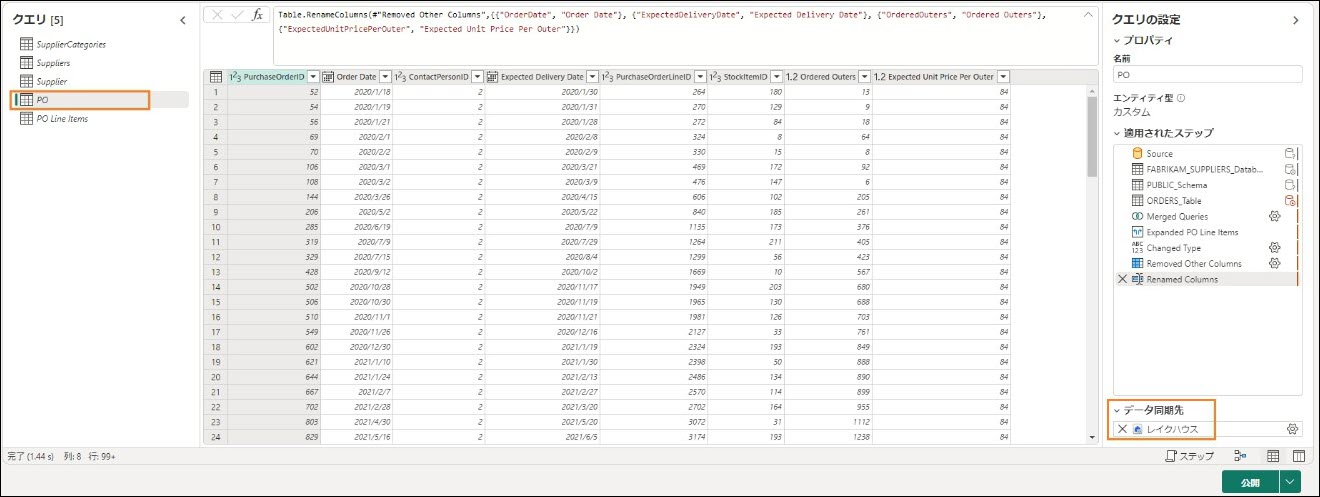 クエリ [5]
SupplierCategories
Suppliers
Supplier
PO
PO Line Items
fx
Table.RenameColumns(#"Removed Other Columns",{{"OrderDate", "Order Date"}, {"ExpectedDeliveryDate", "Expected Delivery Date"}, {"OrderedOuters", "Ordered Outers"},
{"ExpectedUnitPricePerOuter", "Expected Unit Price Per Outer"}})
1²3 PurchaseOrderID Order Date 1²3 ContactPersonID Expected Delivery Date 1²3 PurchaseOrderLineID 1²3 StockItemID 1.2 Ordered Outers 1.2 Expected Unit Price Per Outer
1 52 2020/1/18 2 2020/1/30 264 180 13 84
2 54 2020/1/19 2 2020/1/31 270 129 9 84
3 56 2020/1/21 2 2020/1/28 272 84 18 84
4 69 2020/2/1 2 2020/2/8 324 8 64 84
5 70 2020/2/2 2 2020/2/9 330 15 8 84
6 106 2020/3/1 2 2020/3/21 469 172 92 84
7 108 2020/3/2 2 2020/3/9 476 147 6 84
8 144 2020/3/26 2 2020/4/15 606 102 205 84
9 206 2020/5/2 2 2020/5/22 840 185 261 84
10 285 2020/6/19 2 2020/7/9 1135 173 376 84
11 319 2020/7/9 2 2020/7/29 1264 211 405 84
12 329 2020/7/15 2 2020/8/4 1299 56 423 84
13 428 2020/9/12 2 2020/10/2 1669 10 567 84
14 502 2020/10/28 2 2020/11/17 1949 203 680 84
15 506 2020/10/30 2 2020/11/19 1965 130 688 84
16 510 2020/11/1 2 2020/11/21 1981 126 703 84
17 549 2020/11/26 2 2020/12/16 2127 33 761 84
18 602 2020/12/30 2 2021/1/19 2324 193 849 84
19 621 2021/1/10 2 2021/1/30 2398 50 888 84
20 644 2021/1/24 2 2021/2/13 2486 134 890 84
21 667 2021/2/7 2 2021/2/27 2570 114 899 84
22 702 2021/2/28 2 2021/3/20 2702 164 955 84
23 803 2021/4/30 2 2021/5/20 3072 31 1112 84
24 829 2021/5/16 2 2021/6/5 3174 193 1238 84
クエリの設定
プロパティ
名前
PO
エンティティ型
カスタム
適用されたステップ
Source
FABRIKAM_SUPPLIERS_Datab...
PUBLIC_Schema
ORDERS_Table
Merged Queries
Expanded PO Line Items
ABC 123 Changed Type
Removed Other Columns
Renamed Columns
データ同期先
レイクハウス
完了 (1.44 s) 列: 8 行: 99+
ステップ
公開